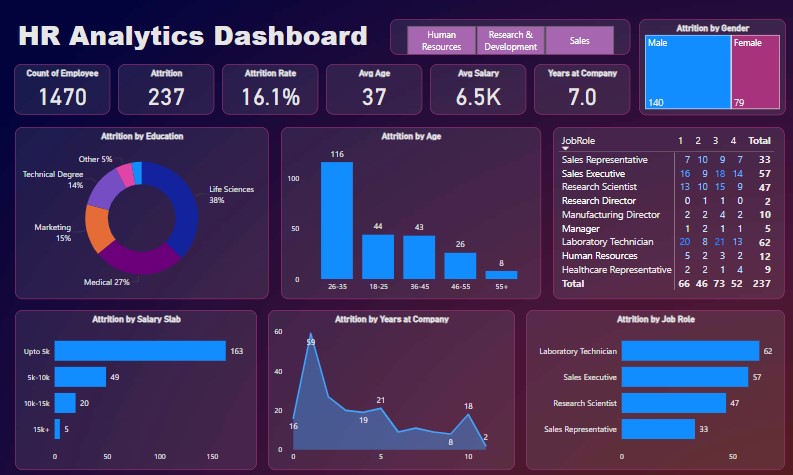 HR Analytics Dashboard
Human Resources
Research & Development
Sales
Attrition by Gender
Male
Female
140
79
Count of Employee
1470
Attrition
237
Attrition Rate
16.1%
Avg Age
37
Avg Salary
6.5K
Years at Company
7.0
Attrition by Education
Other 5%
Technical Degree 14%
Life Sciences 38%
Marketing 15%
Medical 27%
Attrition by Age
100
50
0
116
44
43
26
8
26-35
18-25
36-45
46-55
55+
JobRole 1 2 3 4 Total
Sales Representative 7 10 9 7 33
Sales Executive 16 9 18 14 57
Research Scientist 13 10 15 9 47
Research Director 0 1 1 0 2
Manufacturing Director 2 2 4 2 10
Manager 1 2 1 1 5
Laboratory Technician 20 8 21 13 62
Human Resources 5 2 3 2 12
Healthcare Representative 2 2 1 4 9
Total 66 46 73 52 237
Attrition by Salary Slab
Upto 5k 163
5k-10k 49
10k-15k 20
15k+ 5
0 50 100 150
Attrition by Years at Company
60
40
20
0
16
59
19
21
8
18
2
0 5 10
Attrition by Job Role
Laboratory Technician 62
Sales Executive 57
Research Scientist 47
Sales Representative 33
0 50